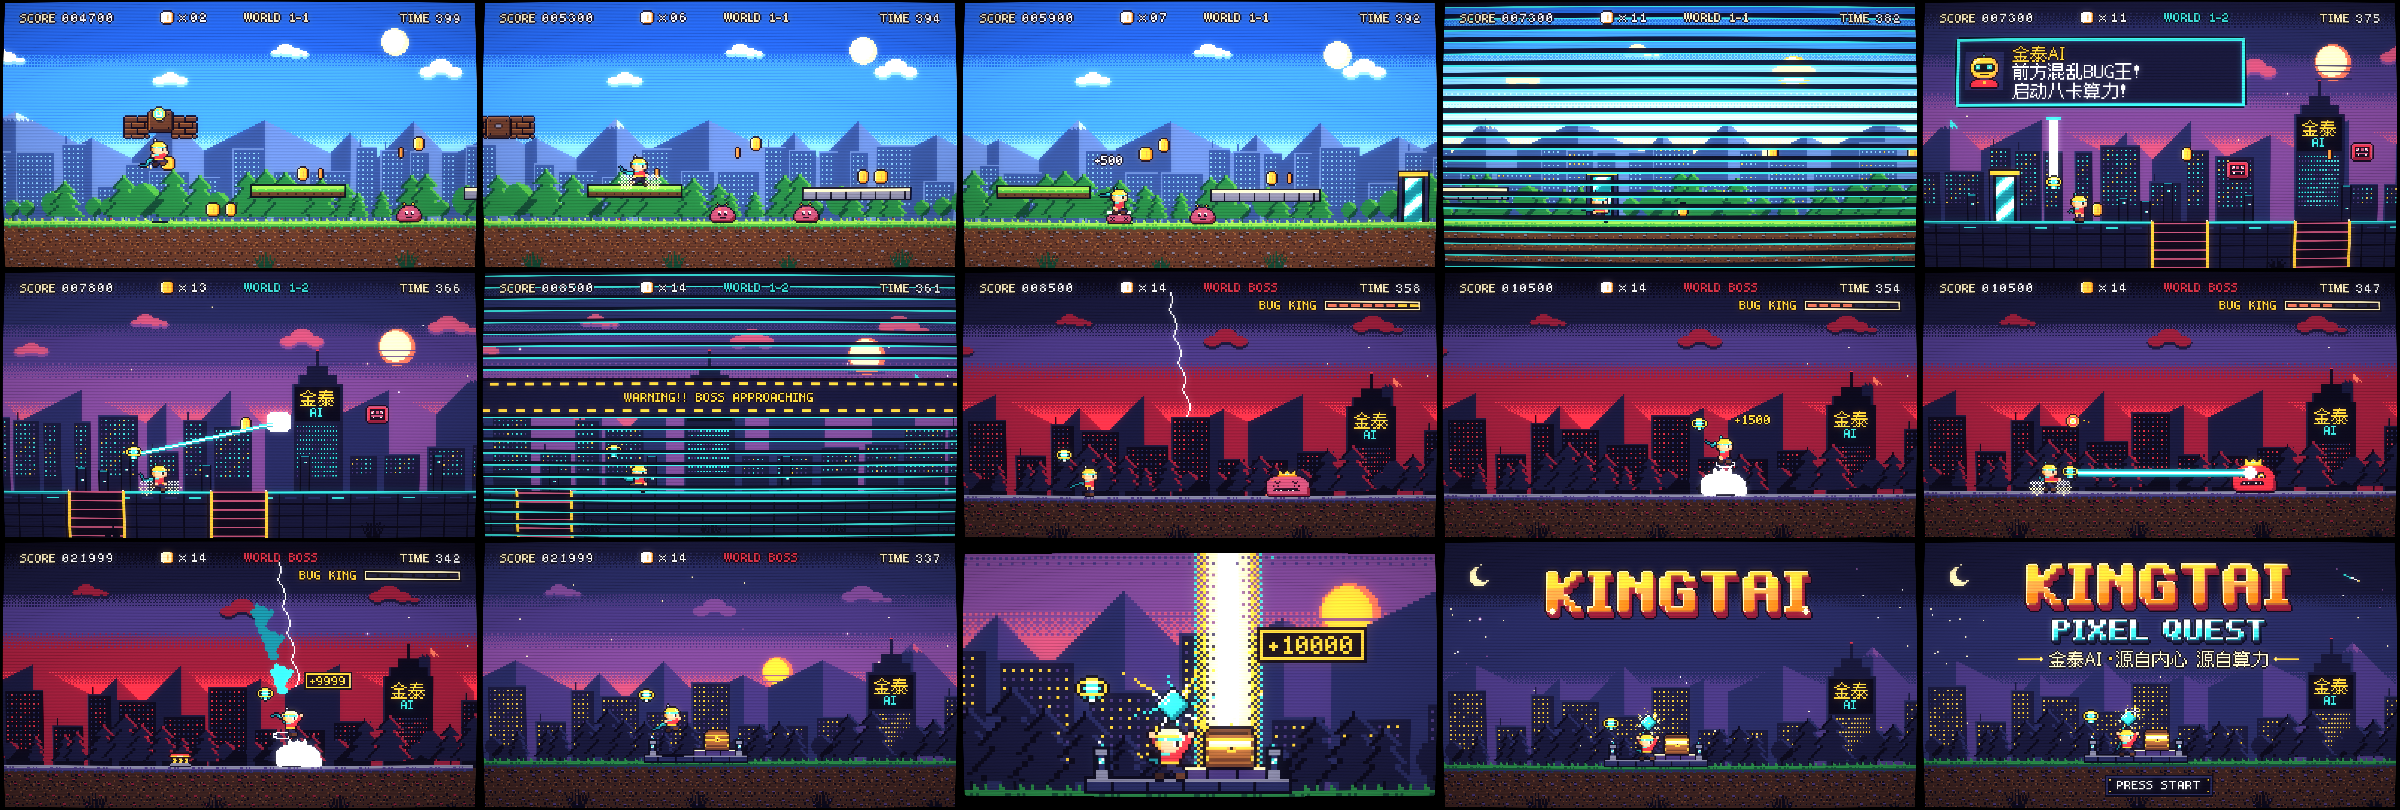 SCORE 004700 ×02 WORLD 1-1 TIME 399
SCORE 005300 ×06 WORLD 1-1 TIME 394
SCORE 005900 ×07 WORLD 1-1 TIME 392
+500
SCORE 007300 ×11 WORLD 1-1 TIME 382
SCORE 007300 ×11 WORLD 1-2 TIME 375
金泰AI
前方混乱BUG王!
启动八卡算力!
金泰
AI
SCORE 007800 ×13 WORLD 1-2 TIME 366
金泰
AI
SCORE 008500 ×14 WORLD 1-2 TIME 361
WARNING!! BOSS APPROACHING
SCORE 008500 ×14 WORLD BOSS TIME 358
BUG KING
金泰
AI
SCORE 010500 ×14 WORLD BOSS TIME 354
BUG KING
+1500
金泰
AI
SCORE 010500 ×14 WORLD BOSS TIME 347
BUG KING
金泰
AI
SCORE 021999 ×14 WORLD BOSS TIME 342
BUG KING
+9999
金泰
AI
SCORE 021999 ×14 WORLD BOSS TIME 337
金泰
AI
+10000
KINGTAI
金泰
AI
KINGTAI
PIXEL QUEST
金泰AI·源自内心 源自算力
金泰
AI
PRESS START